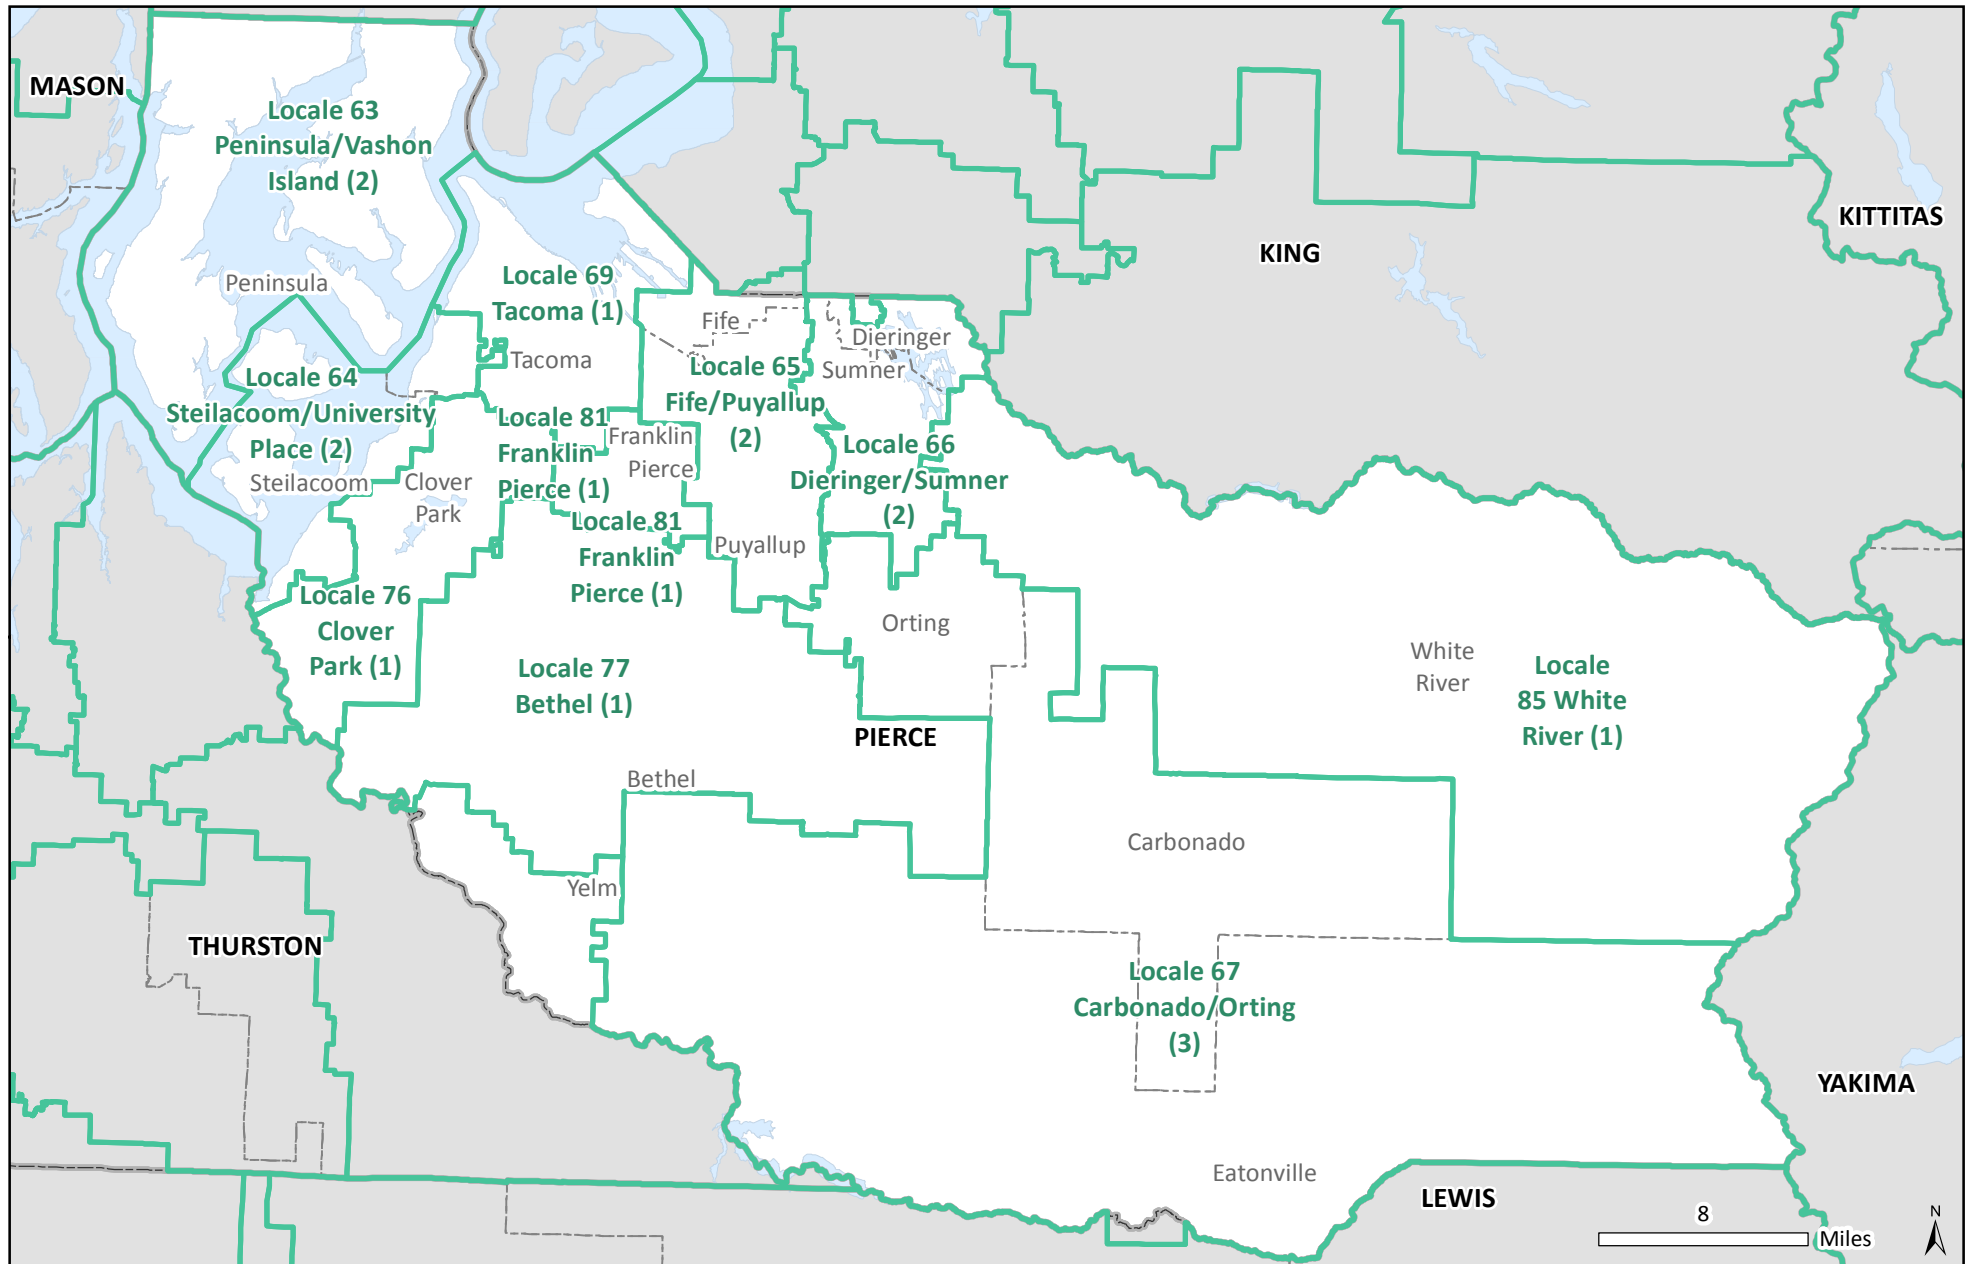 MASON
Locale 63
Peninsula/Vashon
Island (2)
KITTITAS
KING
Peninsula
Locale 69
Tacoma (1)
Tacoma
Fife
Dieringer
Sumner
Locale 65
Fife/Puyallup
(2)
Locale 64
Steilacoom/University
Place (2)
Steilacoom
Locale 81
Franklin
Pierce (1)
Franklin
Pierce
Locale 66
Dieringer/Sumner
(2)
Clover
Park
Locale 81
Franklin
Pierce (1)
Puyallup
Locale 76
Clover
Park (1)
Orting
White
River
Locale
85 White
River (1)
Locale 77
Bethel (1)
PIERCE
Bethel
Carbonado
Yelm
THURSTON
Locale 67
Carbonado/Orting
(3)
YAKIMA
Eatonville
LEWIS
8
Miles
N